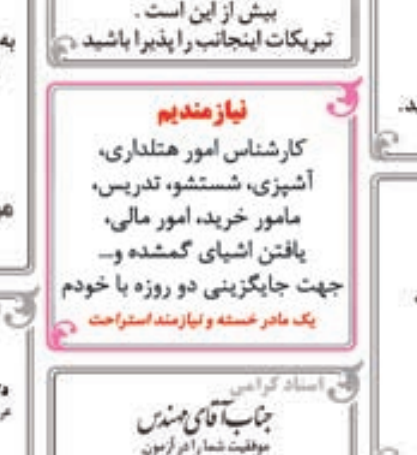 بیش از این است.
تبریکات اینجانب را پذیرا باشید
به
ید.
نیازمندیم
کارشناس امور هتلداری،
آشپزی، شستشو، تدریس،
مامور خرید، امور مالی،
یافتن اشیای گمشده و...
جهت جایگزینی دو روزه با خودم
یک مادر خسته و نیازمند استراحت
استاد گرامی
جناب آقای مهندس
موفقیت شما را در آزمون